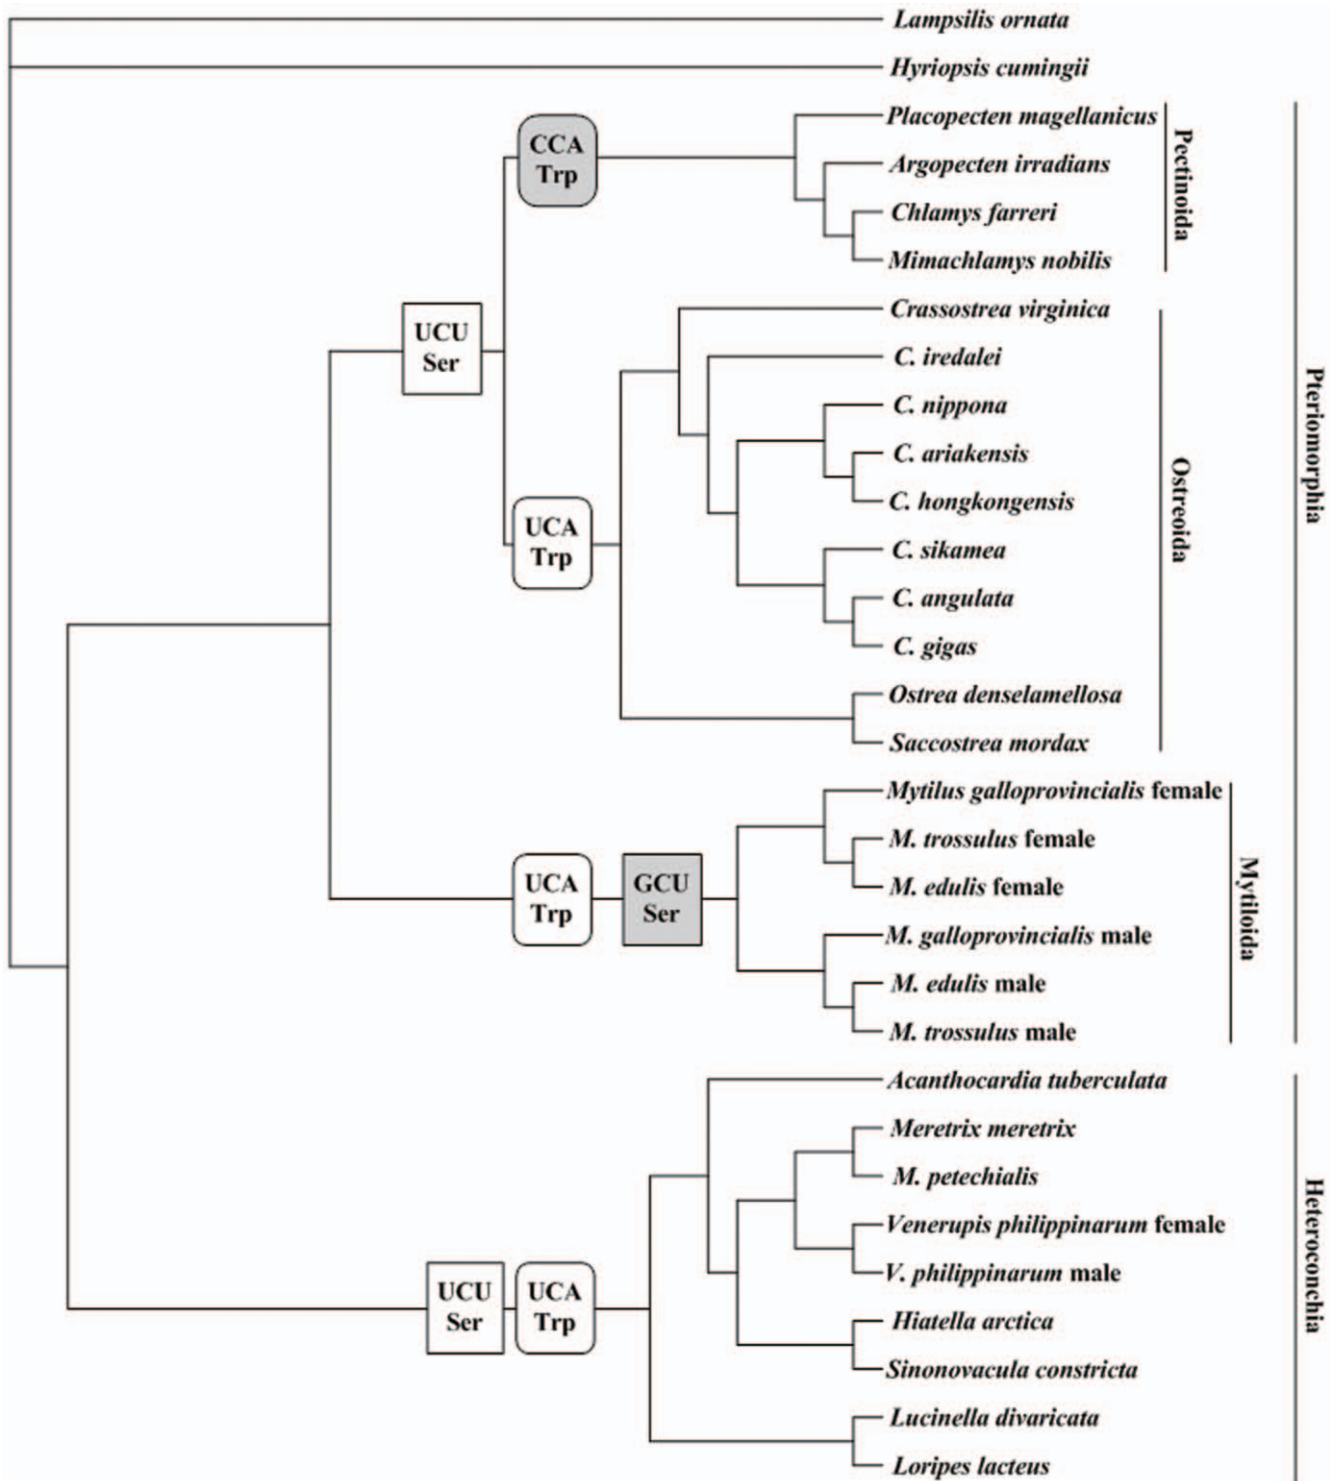 Lampsilis ornata
Hyriopsis cumingii
Placopecten magellanicus
Argopecten irradians
Chlamys farreri
Mimachlamys nobilis
Pectinoida
CCA
Trp
UCU
Ser
Crassostrea virginica
C. iredalei
C. nippona
C. ariakensis
C. hongkongensis
C. sikamea
C. angulata
C. gigas
Ostrea denselamellosa
Saccostrea mordax
Ostreoida
UCA
Trp
Pteriomorphia
Mytilus galloprovincialis female
M. trossulus female
M. edulis female
M. galloprovincialis male
M. edulis male
M. trossulus male
Mytiloida
UCA
Trp
GCU
Ser
Acanthocardia tuberculata
Meretrix meretrix
M. petechialis
Venerupis philippinarum female
V. philippinarum male
Hiatella arctica
Sinonovacula constricta
Lucinella divaricata
Loripes lacteus
Heteroconchia
UCU
Ser
UCA
Trp